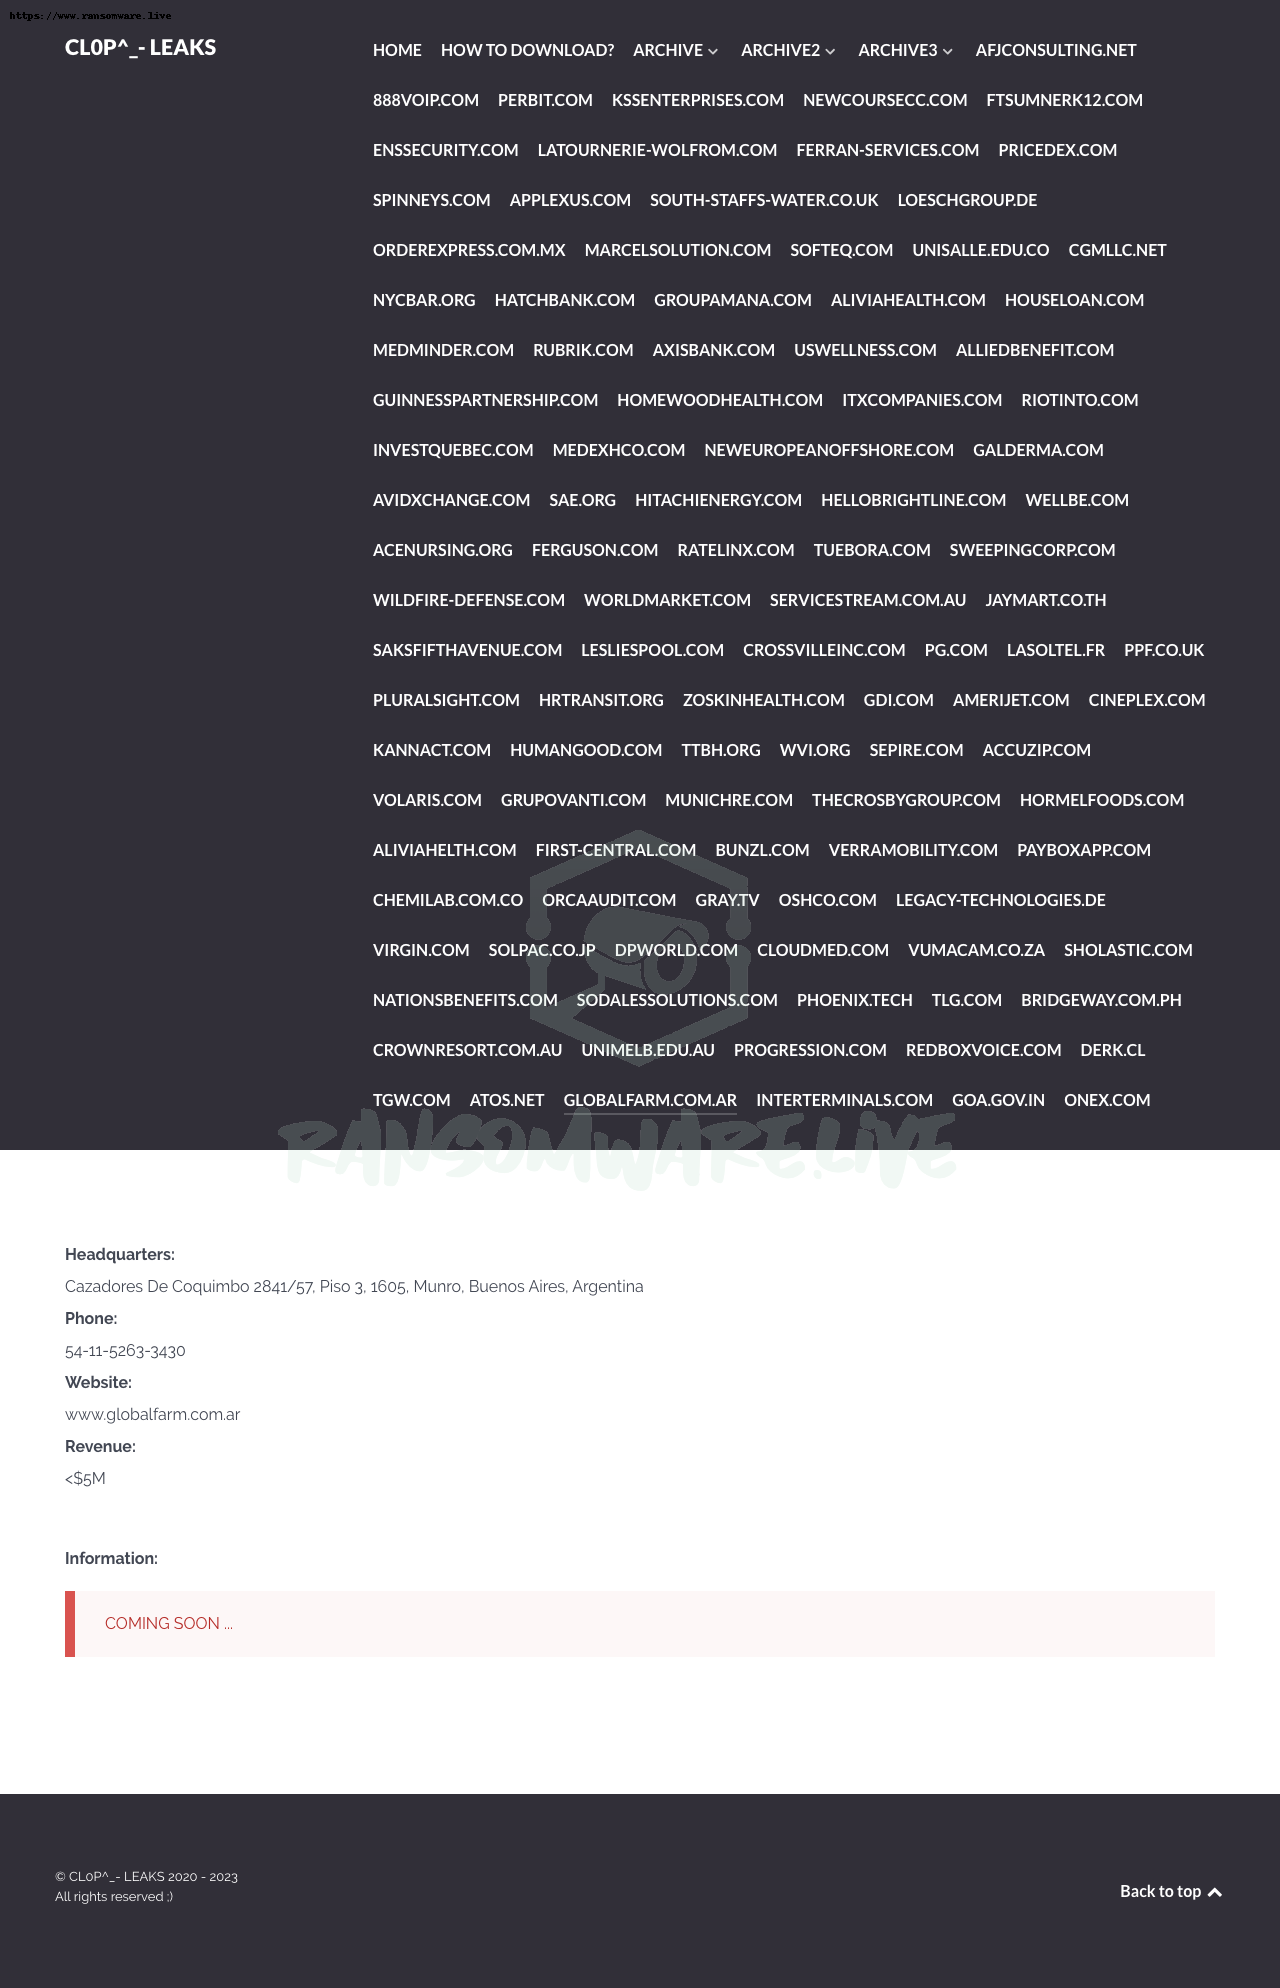 https://www.ransomware.live
CL0P^_- LEAKS
HOME HOW TO DOWNLOAD? ARCHIVE ARCHIVE2 ARCHIVE3 AFJCONSULTING.NET
888VOIP.COM PERBIT.COM KSSENTERPRISES.COM NEWCOURSECC.COM FTSUMNERK12.COM
ENSSECURITY.COM LATOURNERIE-WOLFROM.COM FERRAN-SERVICES.COM PRICEDEX.COM
SPINNEYS.COM APPLEXUS.COM SOUTH-STAFFS-WATER.CO.UK LOESCHGROUP.DE
ORDEREXPRESS.COM.MX MARCELSOLUTION.COM SOFTEQ.COM UNISALLE.EDU.CO CGMLLC.NET
NYCBAR.ORG HATCHBANK.COM GROUPAMANA.COM ALIVIAHEALTH.COM HOUSELOAN.COM
MEDMINDER.COM RUBRIK.COM AXISBANK.COM USWELLNESS.COM ALLIEDBENEFIT.COM
GUINNESSPARTNERSHIP.COM HOMEWOODHEALTH.COM ITXCOMPANIES.COM RIOTINTO.COM
INVESTQUEBEC.COM MEDEXHCO.COM NEWEUROPEANOFFSHORE.COM GALDERMA.COM
AVIDXCHANGE.COM SAE.ORG HITACHIENERGY.COM HELLOBRIGHTLINE.COM WELLBE.COM
ACENURSING.ORG FERGUSON.COM RATELINX.COM TUEBORA.COM SWEEPINGCORP.COM
WILDFIRE-DEFENSE.COM WORLDMARKET.COM SERVICESTREAM.COM.AU JAYMART.CO.TH
SAKSFIFTHAVENUE.COM LESLIESPOOL.COM CROSSVILLEINC.COM PG.COM LASOLTEL.FR PPF.CO.UK
PLURALSIGHT.COM HRTRANSIT.ORG ZOSKINHEALTH.COM GDI.COM AMERIJET.COM CINEPLEX.COM
KANNACT.COM HUMANGOOD.COM TTBH.ORG WVI.ORG SEPIRE.COM ACCUZIP.COM
VOLARIS.COM GRUPOVANTI.COM MUNICHRE.COM THECROSBYGROUP.COM HORMELFOODS.COM
ALIVIAHELTH.COM FIRST-CENTRAL.COM BUNZL.COM VERRAMOBILITY.COM PAYBOXAPP.COM
CHEMILAB.COM.CO ORCAAUDIT.COM GRAY.TV OSHCO.COM LEGACY-TECHNOLOGIES.DE
VIRGIN.COM SOLPAC.CO.JP DPWORLD.COM CLOUDMED.COM VUMACAM.CO.ZA SHOLASTIC.COM
NATIONSBENEFITS.COM SODALESSOLUTIONS.COM PHOENIX.TECH TLG.COM BRIDGEWAY.COM.PH
CROWNRESORT.COM.AU UNIMELB.EDU.AU PROGRESSION.COM REDBOXVOICE.COM DERK.CL
TGW.COM ATOS.NET GLOBALFARM.COM.AR INTERTERMINALS.COM GOA.GOV.IN ONEX.COM
RANSOMWARE.LIVE
Headquarters:
Cazadores De Coquimbo 2841/57, Piso 3, 1605, Munro, Buenos Aires, Argentina
Phone:
54-11-5263-3430
Website:
www.globalfarm.com.ar
Revenue:
<$5M
Information:
COMING SOON ...
© CL0P^_- LEAKS 2020 - 2023
All rights reserved ;)
Back to top